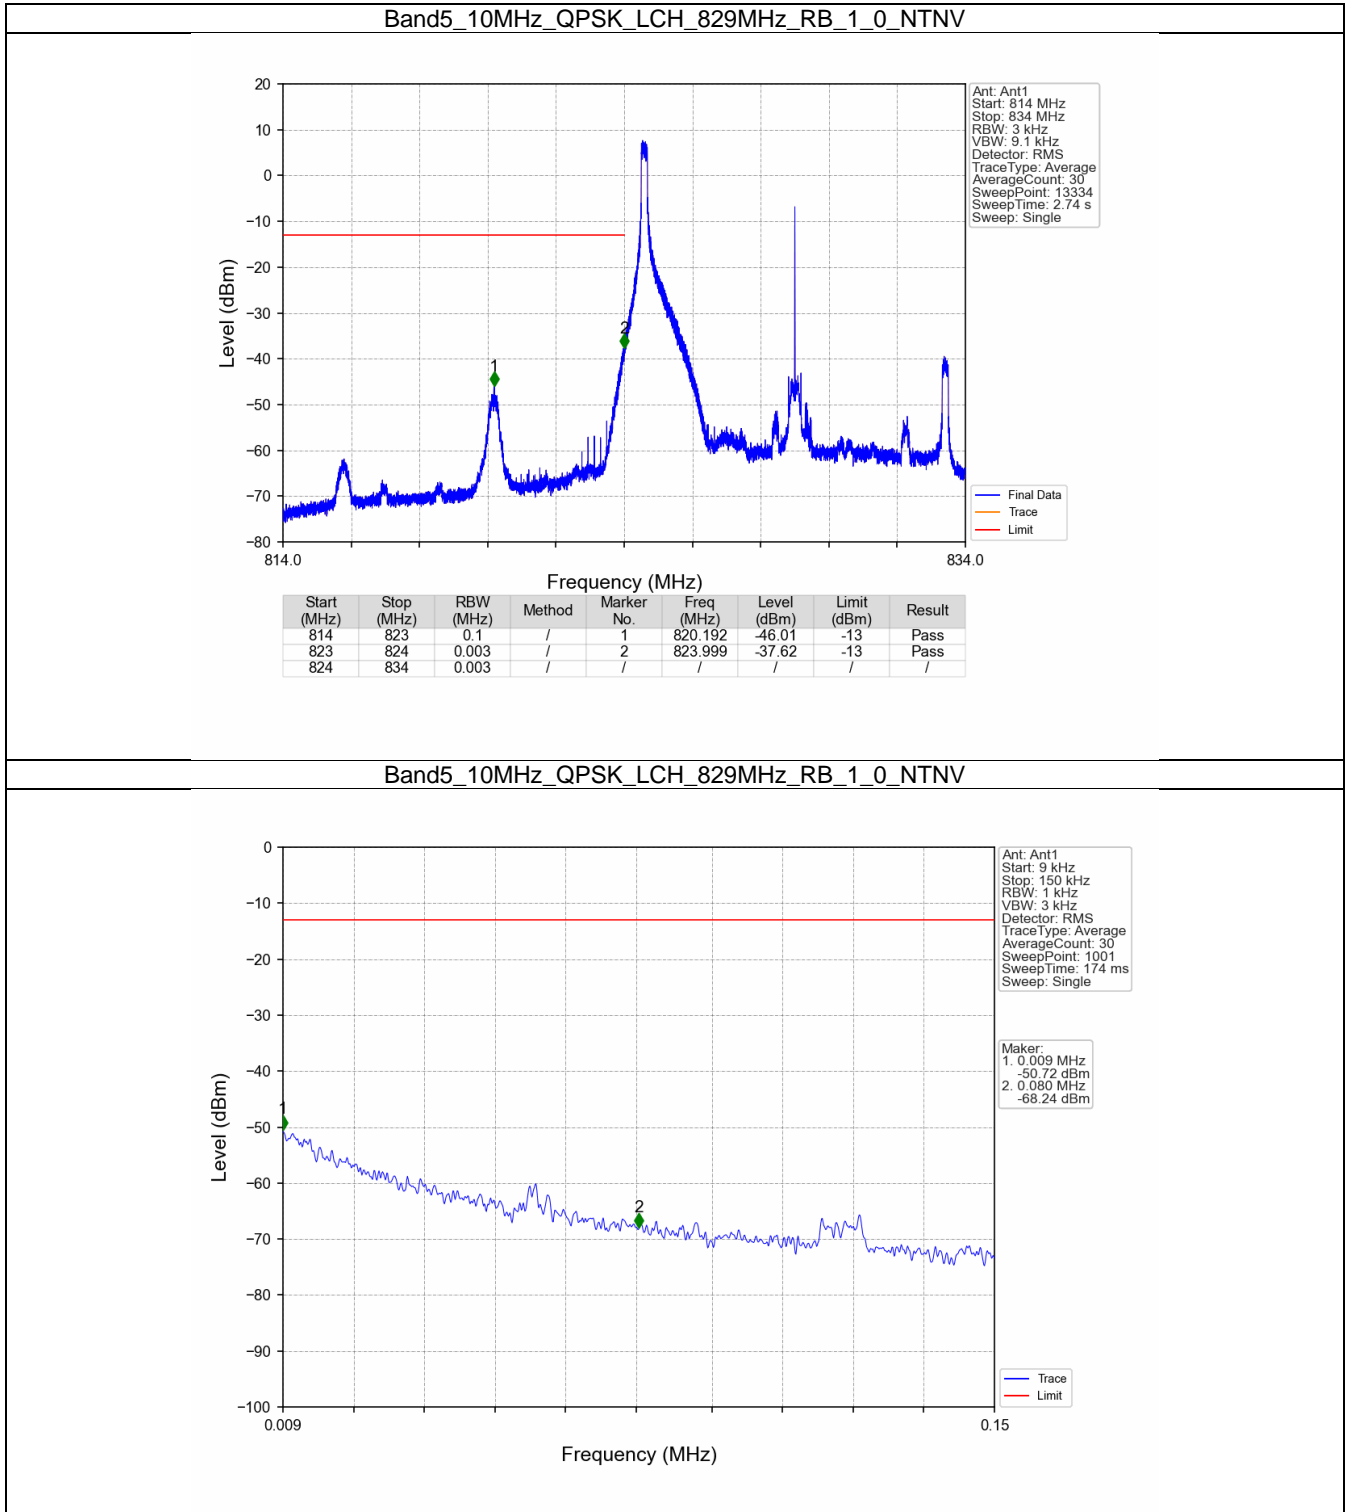 Band5_10MHz_QPSK_LCH_829MHz_RB_1_0_NTNV
20
10
0
−10
−20
−30
−40
−50
−60
−70
−80
Level (dBm)
1
2
814.0
834.0
Frequency (MHz)
Ant: Ant1
Start: 814 MHz
Stop: 834 MHz
RBW: 3 kHz
VBW: 9.1 kHz
Detector: RMS
TraceType: Average
AverageCount: 30
SweepPoint: 13334
SweepTime: 2.74 s
Sweep: Single
Final Data
Trace
Limit
Start (MHz) Stop (MHz) RBW (MHz) Method Marker No. Freq (MHz) Level (dBm) Limit (dBm) Result
814 823 0.1 / 1 820.192 -46.01 -13 Pass
823 824 0.003 / 2 823.999 -37.62 -13 Pass
824 834 0.003 / / / / / /
Band5_10MHz_QPSK_LCH_829MHz_RB_1_0_NTNV
0
−10
−20
−30
−40
−50
−60
−70
−80
−90
−100
Level (dBm)
1
2
0.009
0.15
Frequency (MHz)
Ant: Ant1
Start: 9 kHz
Stop: 150 kHz
RBW: 1 kHz
VBW: 3 kHz
Detector: RMS
TraceType: Average
AverageCount: 30
SweepPoint: 1001
SweepTime: 174 ms
Sweep: Single
Maker:
1. 0.009 MHz
-50.72 dBm
2. 0.080 MHz
-68.24 dBm
Trace
Limit